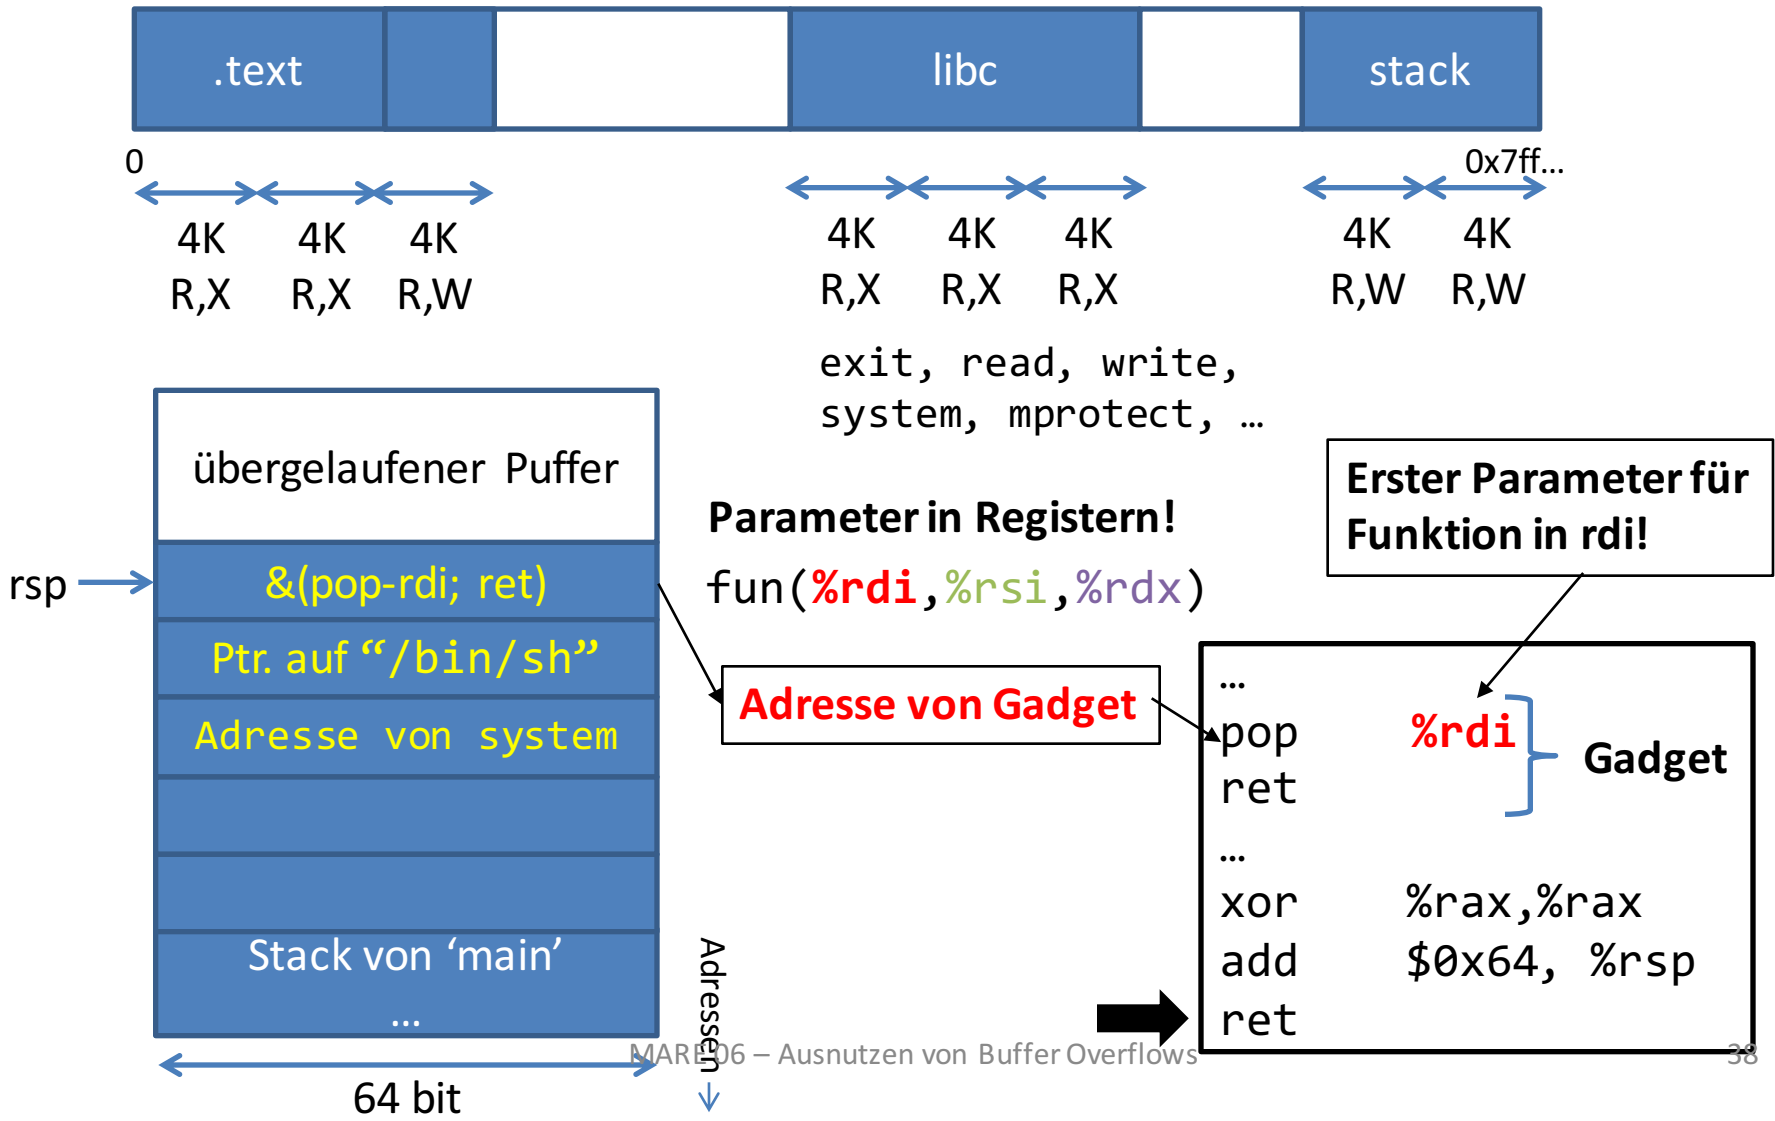 .text
libc
stack
0
0x7ff…
4K
4K
4K
4K
4K
4K
4K
4K
R,X
R,X
R,W
R,X
R,X
R,X
R,W
R,W
exit, read, write,
system, mprotect, …
übergelaufener Puffer
rsp
&(pop-rdi; ret)
Ptr. auf “/bin/sh”
Adresse von system
Stack von ‘main’
…
64 bit
Adressen
Parameter in Registern!
fun(%rdi,%rsi,%rdx)
Adresse von Gadget
Erster Parameter für
Funktion in rdi!
…
pop %rdi
ret
Gadget
…
xor %rax,%rax
add $0x64, %rsp
ret
MARE 06 – Ausnutzen von Buffer Overflows
38